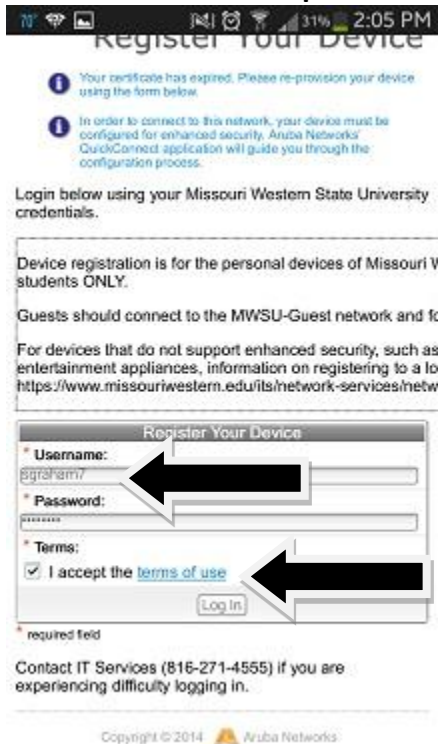 70° 31% 2:05 PM
Register Your Device
Your certificate has expired. Please re-provision your device
using the form below.
In order to connect to this network, your device must be
configured for enhanced security. Aruba Networks'
QuickConnect application will guide you through the
configuration process.
Login below using your Missouri Western State University
credentials.
Device registration is for the personal devices of Missouri W
students ONLY.
Guests should connect to the MWSU-Guest network and fo
For devices that do not support enhanced security, such as
entertainment appliances, information on registering to a lo
https://www.missouriwestern.edu/its/network-services/netw
Register Your Device
* Username:
sgraham7
* Password:
••••••••
* Terms:
I accept the terms of use
Log In
* required field
Contact IT Services (816-271-4555) if you are
experiencing difficulty logging in.
Copyright © 2014 Aruba Networks